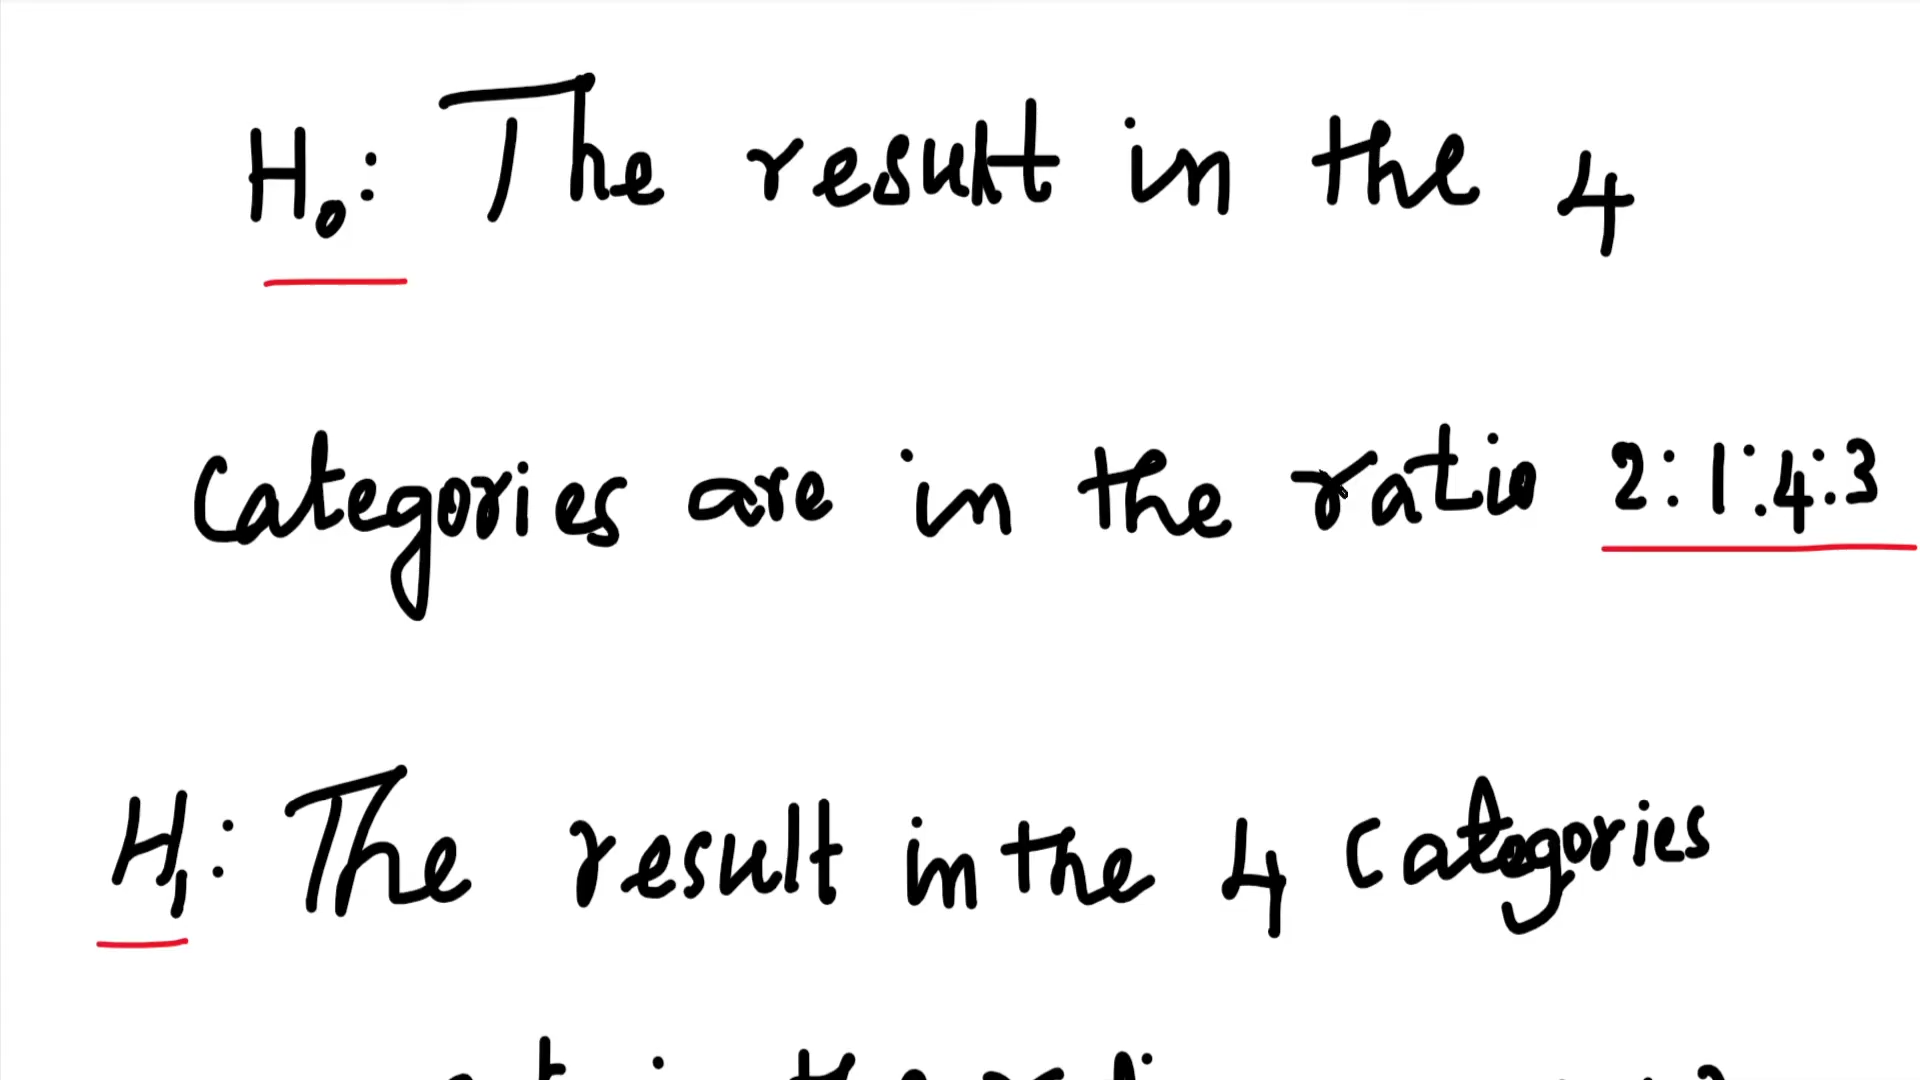 H₀: The result in the 4
Categories are in the ratio 2:1:4:3
H₁: The result in the 4 Categories